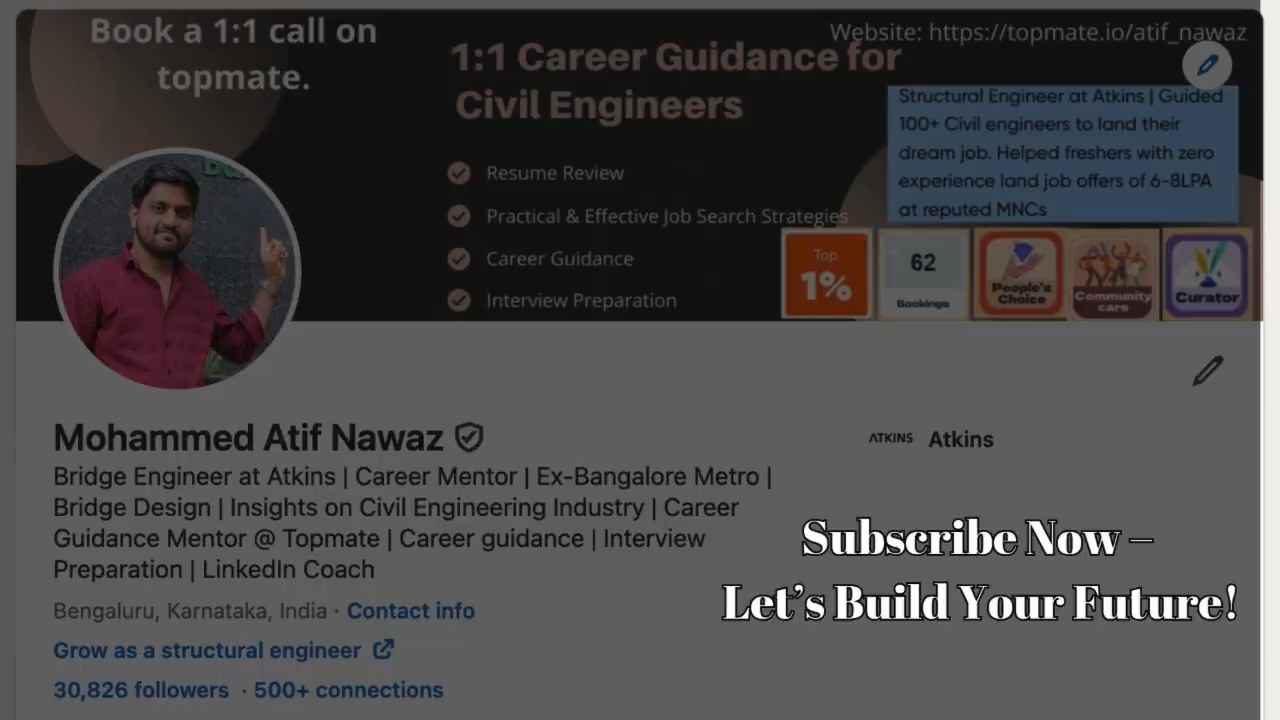 Book a 1:1 call on
topmate.
1:1 Career Guidance for
Civil Engineers
Resume Review
Practical & Effective Job Search Strategies
Career Guidance
Interview Preparation
Website: https://topmate.io/atif_nawaz
Structural Engineer at Atkins | Guided
100+ Civil engineers to land their
dream job. Helped freshers with zero
experience land job offers of 6-8LPA
at reputed MNCs
Top
1%
62
Bookings
People's
Choice
Community
care
Curator
Mohammed Atif Nawaz
Bridge Engineer at Atkins | Career Mentor | Ex-Bangalore Metro |
Bridge Design | Insights on Civil Engineering Industry | Career
Guidance Mentor @ Topmate | Career guidance | Interview
Preparation | LinkedIn Coach
Bengaluru, Karnataka, India · Contact info
Grow as a structural engineer
30,826 followers · 500+ connections
ATKINS Atkins
Subscribe Now –
Let's Build Your Future!